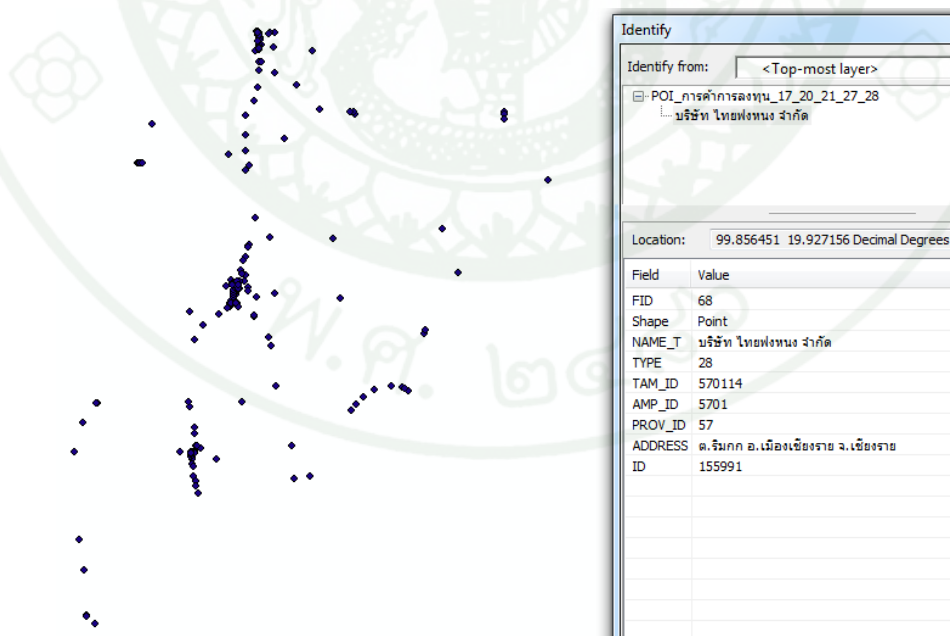 Identify
Identify from: <Top-most layer>
POI_การค้าการลงทุน_17_20_21_27_28
บริษัท ไทยฟงหนง จำกัด
Location: 99.856451 19.927156 Decimal Degrees
Field Value
FID 68
Shape Point
NAME_T บริษัท ไทยฟงหนง จำกัด
TYPE 28
TAM_ID 570114
AMP_ID 5701
PROV_ID 57
ADDRESS ต.ริมกก อ.เมืองเชียงราย จ.เชียงราย
ID 155991
พ.ศ. ๒๔๘๖